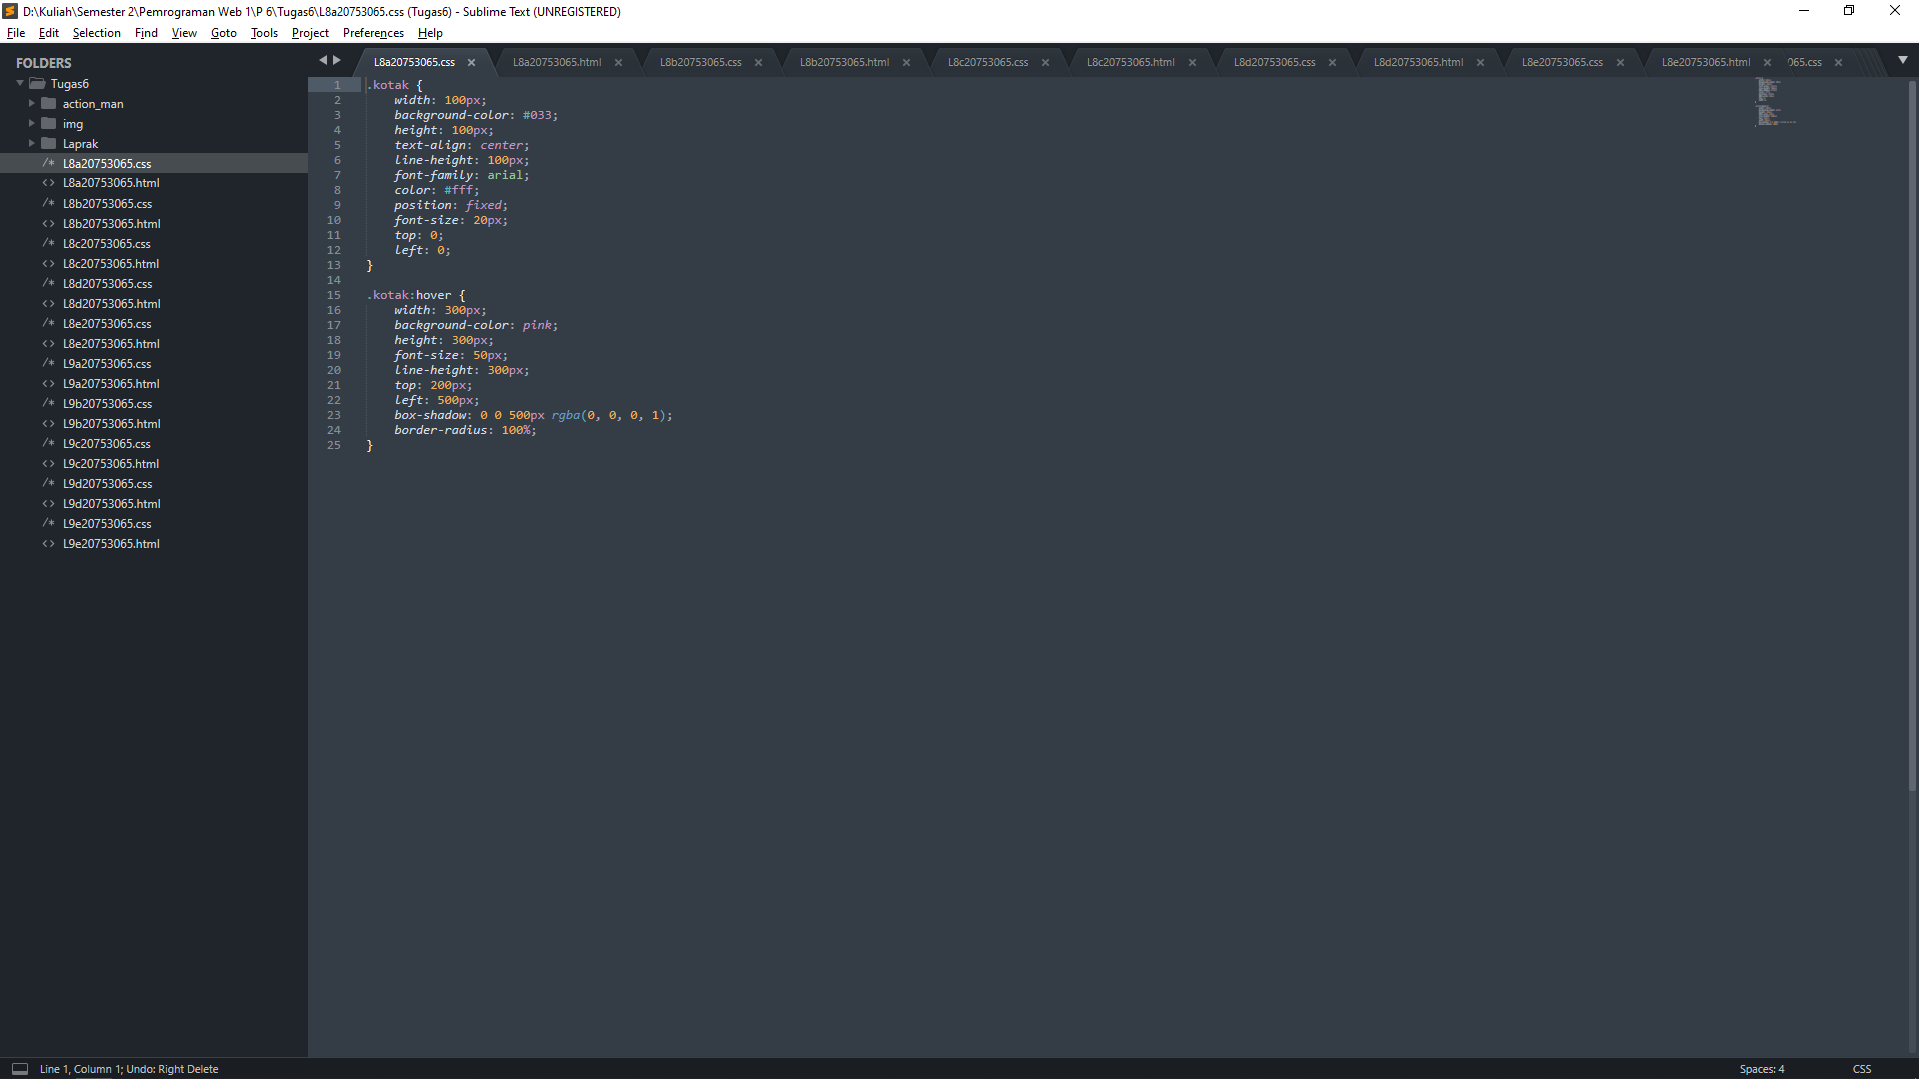 D:\Kuliah\Semester 2\Pemrograman Web 1\P 6\Tugas6\L8a20753065.css (Tugas6) - Sublime Text (UNREGISTERED)
File Edit Selection Find View Goto Tools Project Preferences Help
FOLDERS
Tugas6
action_man
img
Laprak
/* L8a20753065.css
<> L8a20753065.html
/* L8b20753065.css
<> L8b20753065.html
/* L8c20753065.css
<> L8c20753065.html
/* L8d20753065.css
<> L8d20753065.html
/* L8e20753065.css
<> L8e20753065.html
/* L9a20753065.css
<> L9a20753065.html
/* L9b20753065.css
<> L9b20753065.html
/* L9c20753065.css
<> L9c20753065.html
/* L9d20753065.css
<> L9d20753065.html
/* L9e20753065.css
<> L9e20753065.html
L8a20753065.css L8a20753065.html L8b20753065.css L8b20753065.html L8c20753065.css L8c20753065.html L8d20753065.css L8d20753065.html L8e20753065.css L8e20753065.html 065.css
1 .kotak {
2 width: 100px;
3 background-color: #033;
4 height: 100px;
5 text-align: center;
6 line-height: 100px;
7 font-family: arial;
8 color: #fff;
9 position: fixed;
10 font-size: 20px;
11 top: 0;
12 left: 0;
13 }
14
15 .kotak:hover {
16 width: 300px;
17 background-color: pink;
18 height: 300px;
19 font-size: 50px;
20 line-height: 300px;
21 top: 200px;
22 left: 500px;
23 box-shadow: 0 0 500px rgba(0, 0, 0, 1);
24 border-radius: 100%;
25 }
Line 1, Column 1; Undo: Right Delete
Spaces: 4
CSS